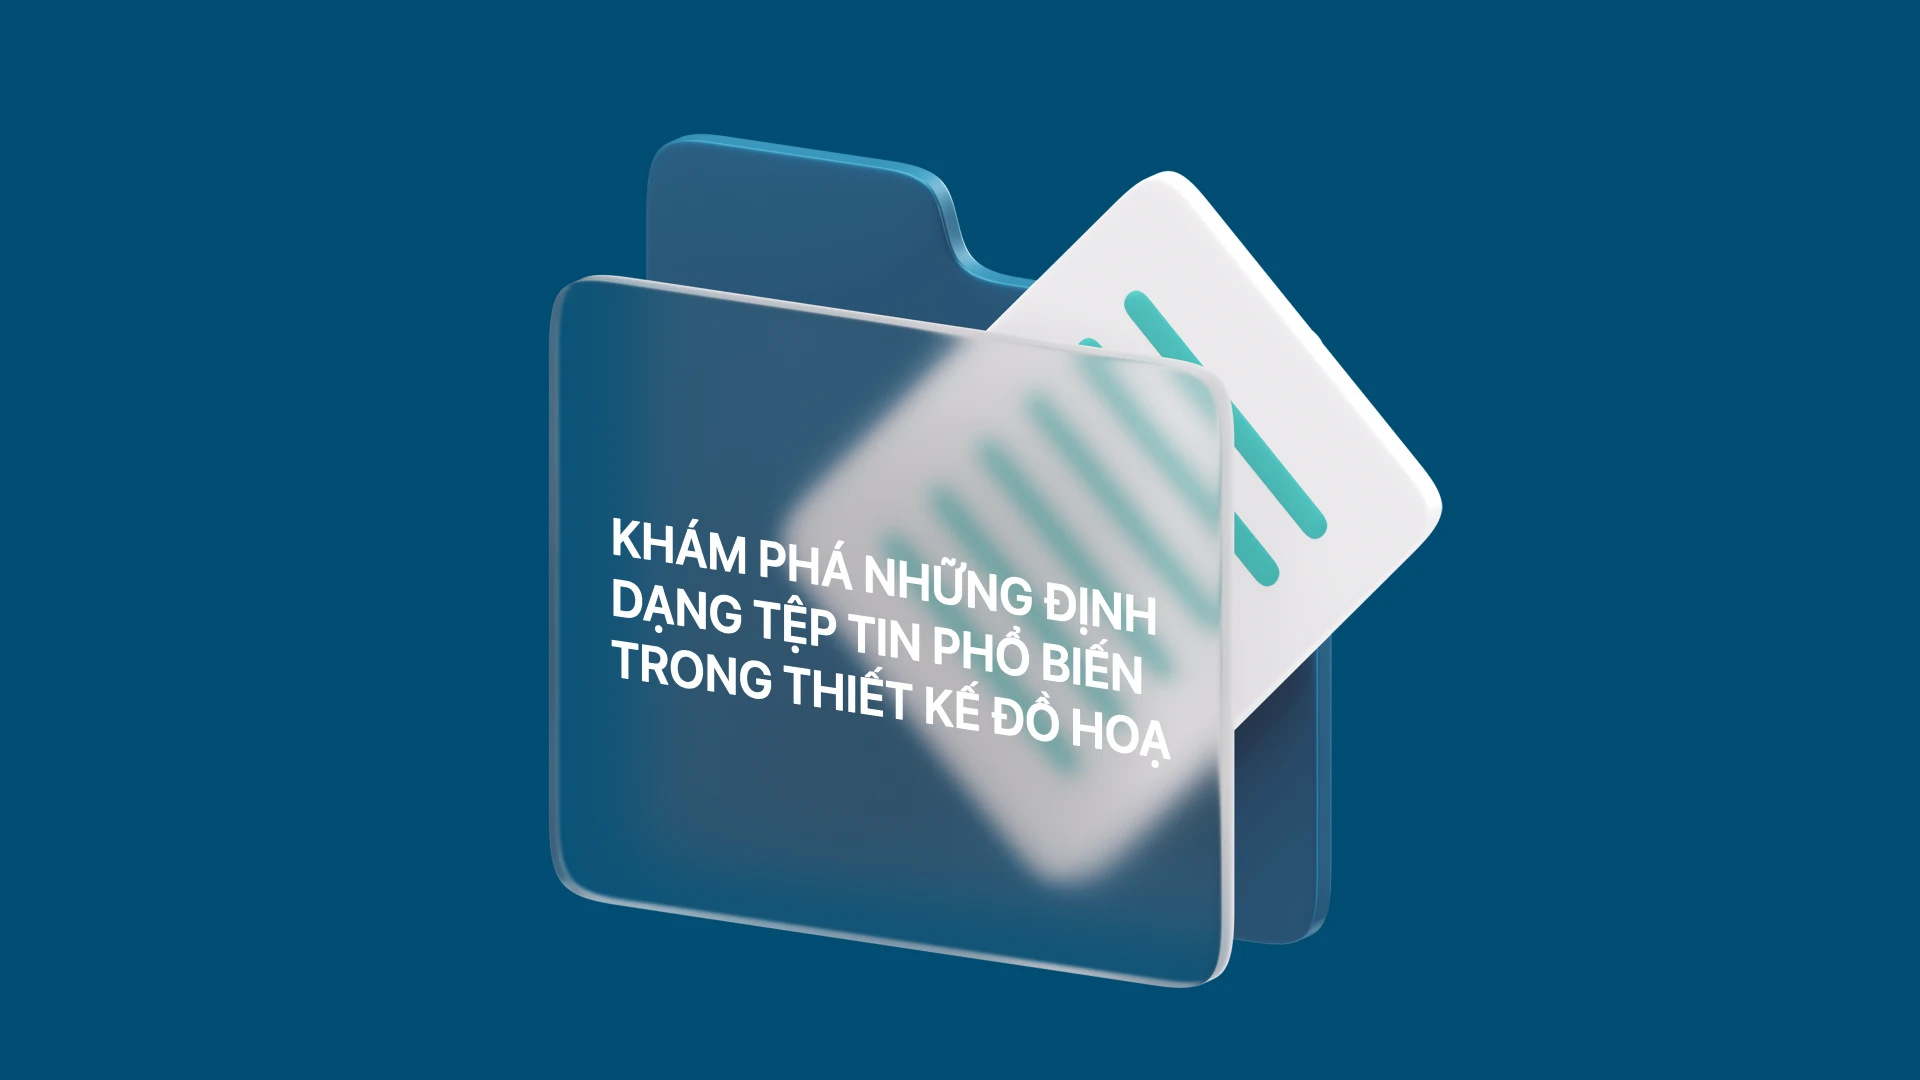 KHÁM PHÁ NHỮNG ĐỊNH
DẠNG TỆP TIN PHỔ BIẾN
TRONG THIẾT KẾ ĐỒ HOẠ